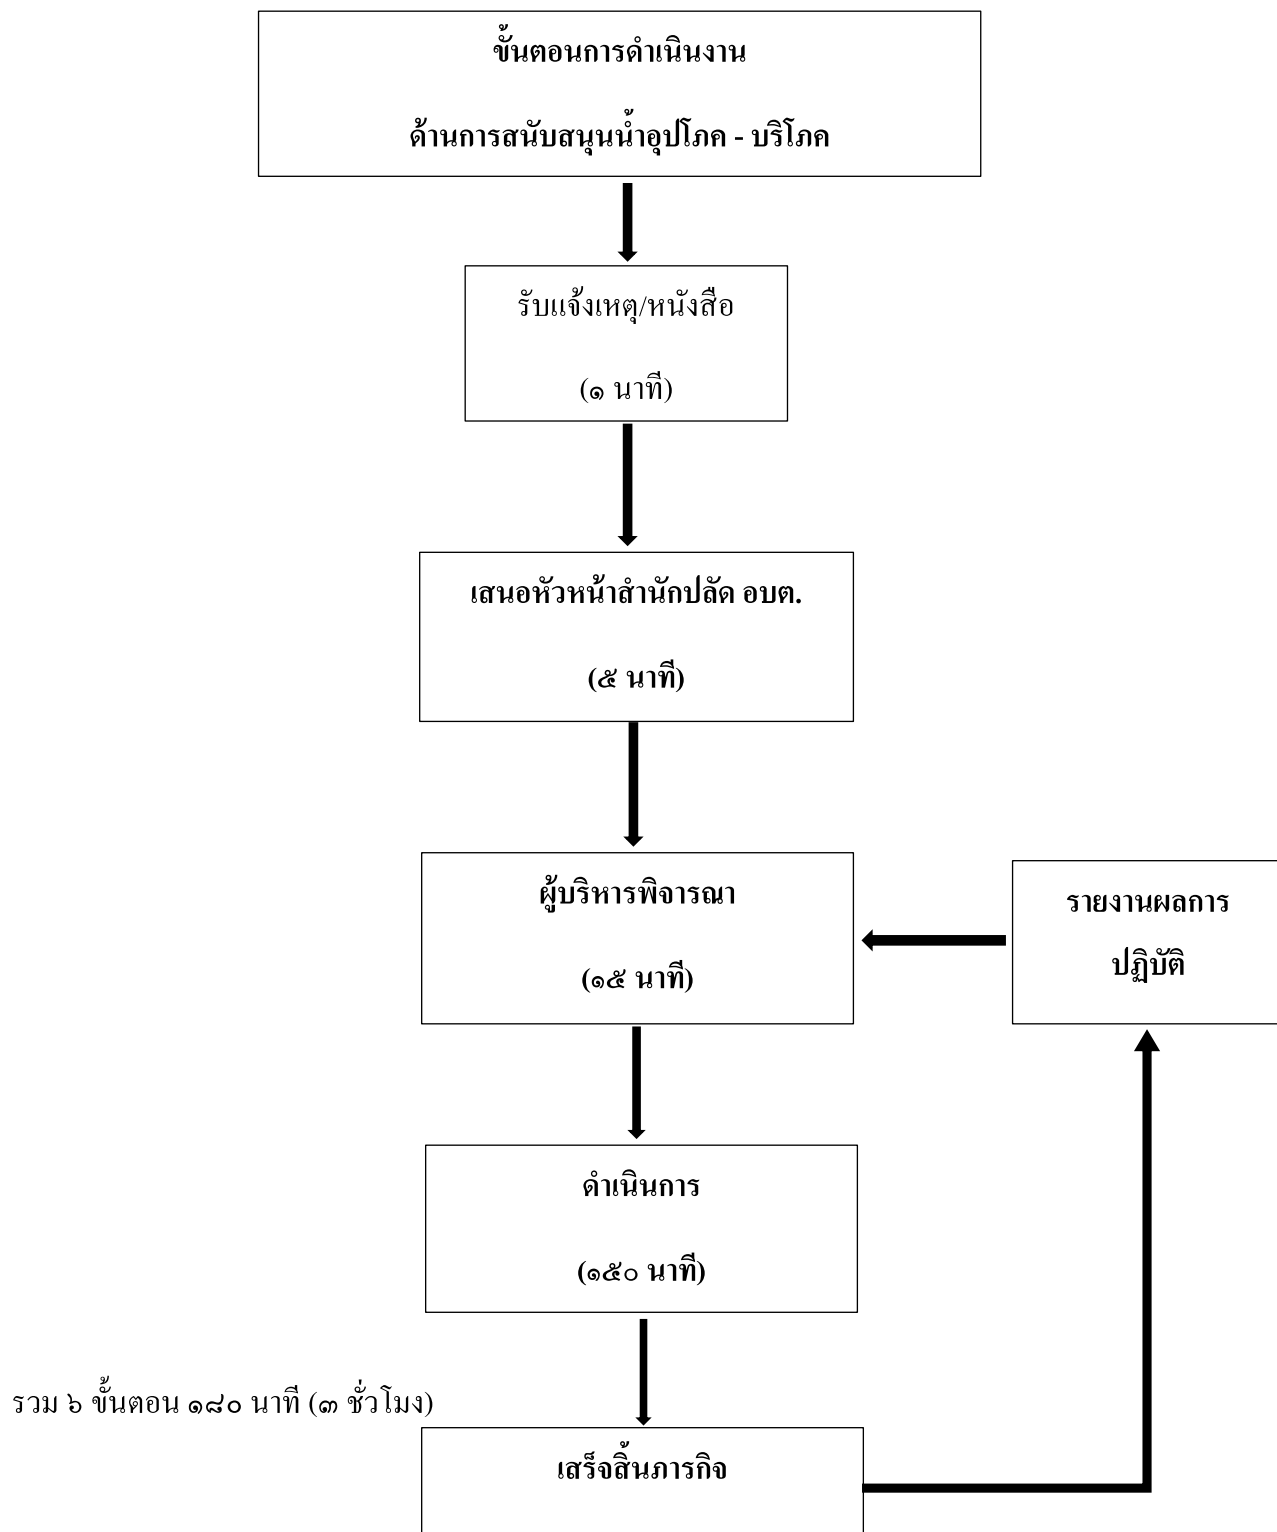 ขั้นตอนการดำเนินงาน
ด้านการสนับสนุนน้ำอุปโภค - บริโภค
รับแจ้งเหตุ/หนังสือ
(๑ นาที)
เสนอหัวหน้าสำนักปลัด อบต.
(๕ นาที)
ผู้บริหารพิจารณา
(๑๕ นาที)
รายงานผลการ
ปฏิบัติ
ดำเนินการ
(๑๕๐ นาที)
รวม ๖ ขั้นตอน ๑๘๐ นาที (๓ ชั่วโมง)
เสร็จสิ้นภารกิจ